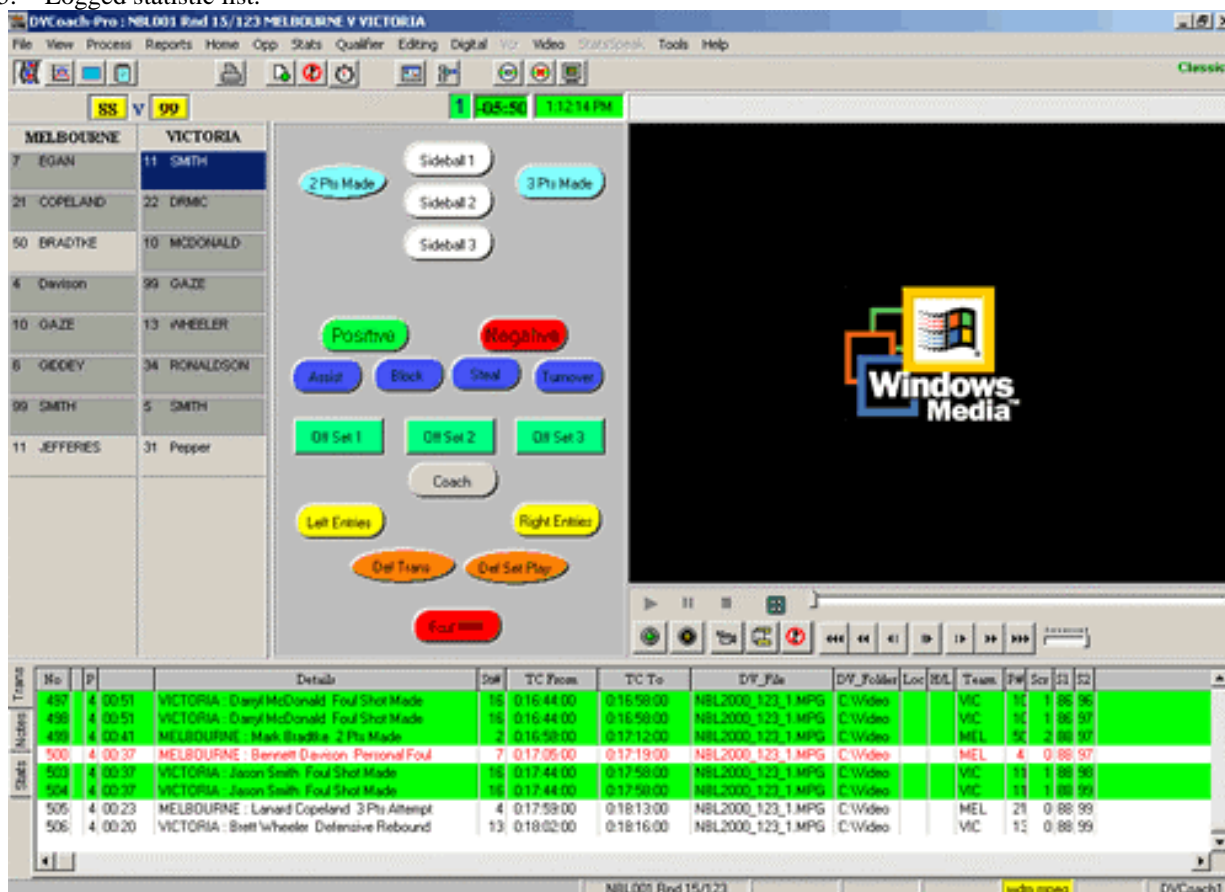 Logged statistic list.
DVCoach-Pro : NBL001 Rnd 15/123 MELBOURNE V VICTORIA
File View Process Reports Home Opp Stats Qualifier Editing Digital Vcr Video StatsSpeak Tools Help
Classic
88 V 99
1 -05:50 1:12:14 PM
MELBOURNE VICTORIA
7 EGAN 11 SMITH
21 COPELAND 22 DRMIC
50 BRADTKE 10 MCDONALD
4 Davison 99 GAZE
10 GAZE 13 WHEELER
6 GIDDEY 34 RONALDSON
99 SMITH 5 SMITH
11 JEFFERIES 31 Pepper
Sideball 1
2 Pts Made
3 Pts Made
Sideball 2
Sideball 3
Positive
Negative
Assist
Block
Steal
Turnover
Off Set 1
Off Set 2
Off Set 3
Coach
Left Entries
Right Entries
Def Trans
Def Set Play
Foul
Windows
Media™
Trans
Notes
Stats
No P Details St# TC From TC To DV_File DV_Folder Loc H/L Team P# Scr S1 S2
497 4 00:51 VICTORIA : Daryl McDonald Foul Shot Made 16 0:16:44:00 0:16:58:00 NBL2000_123_1.MPG C:Video VIC 10 1 86 96
498 4 00:51 VICTORIA : Daryl McDonald Foul Shot Made 16 0:16:44:00 0:16:58:00 NBL2000_123_1.MPG C:Video VIC 10 1 86 97
499 4 00:41 MELBOURNE : Mark Bradtke 2 Pts Made 2 0:16:58:00 0:17:12:00 NBL2000_123_1.MPG C:Video MEL 50 2 88 97
500 4 00:37 MELBOURNE : Bennett Davison Personal Foul 7 0:17:05:00 0:17:19:00 NBL2000_123_1.MPG C:Video MEL 4 0 88 97
503 4 00:37 VICTORIA : Jason Smith Foul Shot Made 16 0:17:44:00 0:17:58:00 NBL2000_123_1.MPG C:Video VIC 11 1 88 98
504 4 00:37 VICTORIA : Jason Smith Foul Shot Made 16 0:17:44:00 0:17:58:00 NBL2000_123_1.MPG C:Video VIC 11 1 88 99
505 4 00:23 MELBOURNE : Lanard Copeland 3 Pts Attempt 4 0:17:59:00 0:18:13:00 NBL2000_123_1.MPG C:Video MEL 21 0 88 99
506 4 00:20 VICTORIA : Brett Wheeler Defensive Rebound 13 0:18:02:00 0:18:16:00 NBL2000_123_1.MPG C:Video VIC 13 0 88 99
NBL001 Rnd 15/123
wdm mpeg
DVCoach